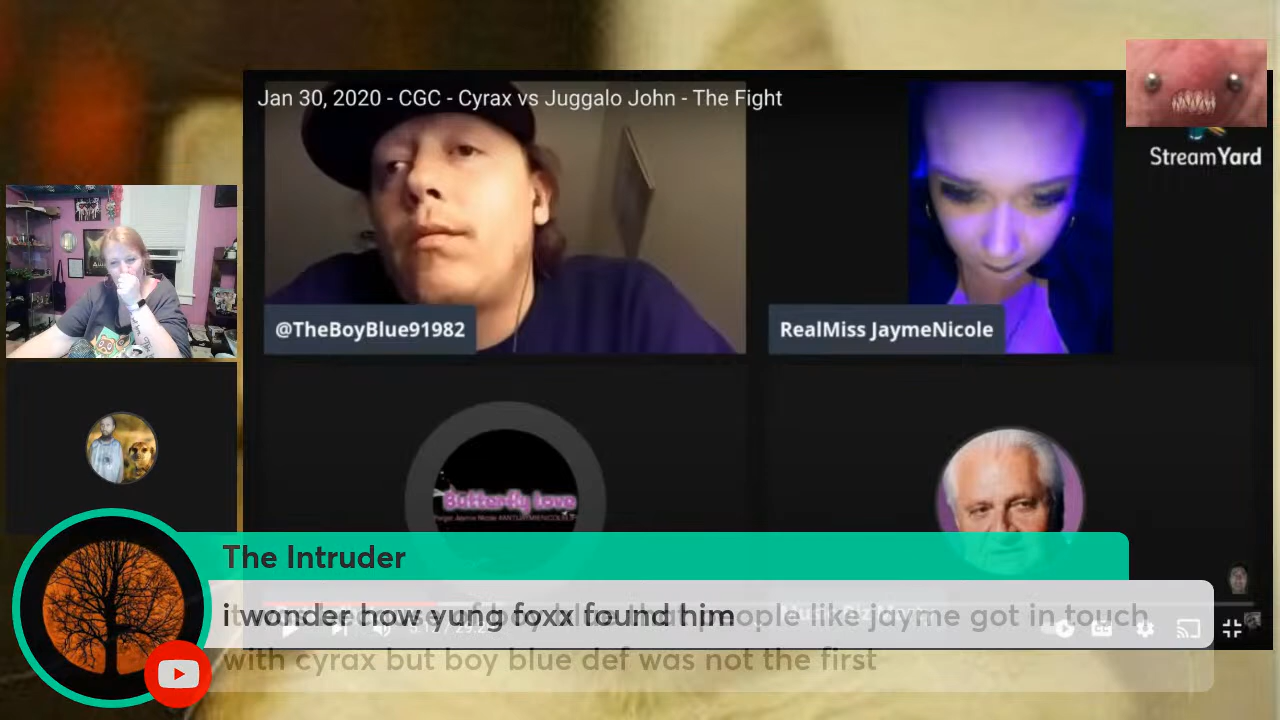 Jan 30, 2020 - CGC - Cyrax vs Juggalo John - The Fight
StreamYard
@TheBoyBlue91982
RealMiss JaymeNicole
Butterfly Love
The Intruder
i wonder how yung foxx found him
people like jayme got in touch
with cyrax but boy blue def was not the first